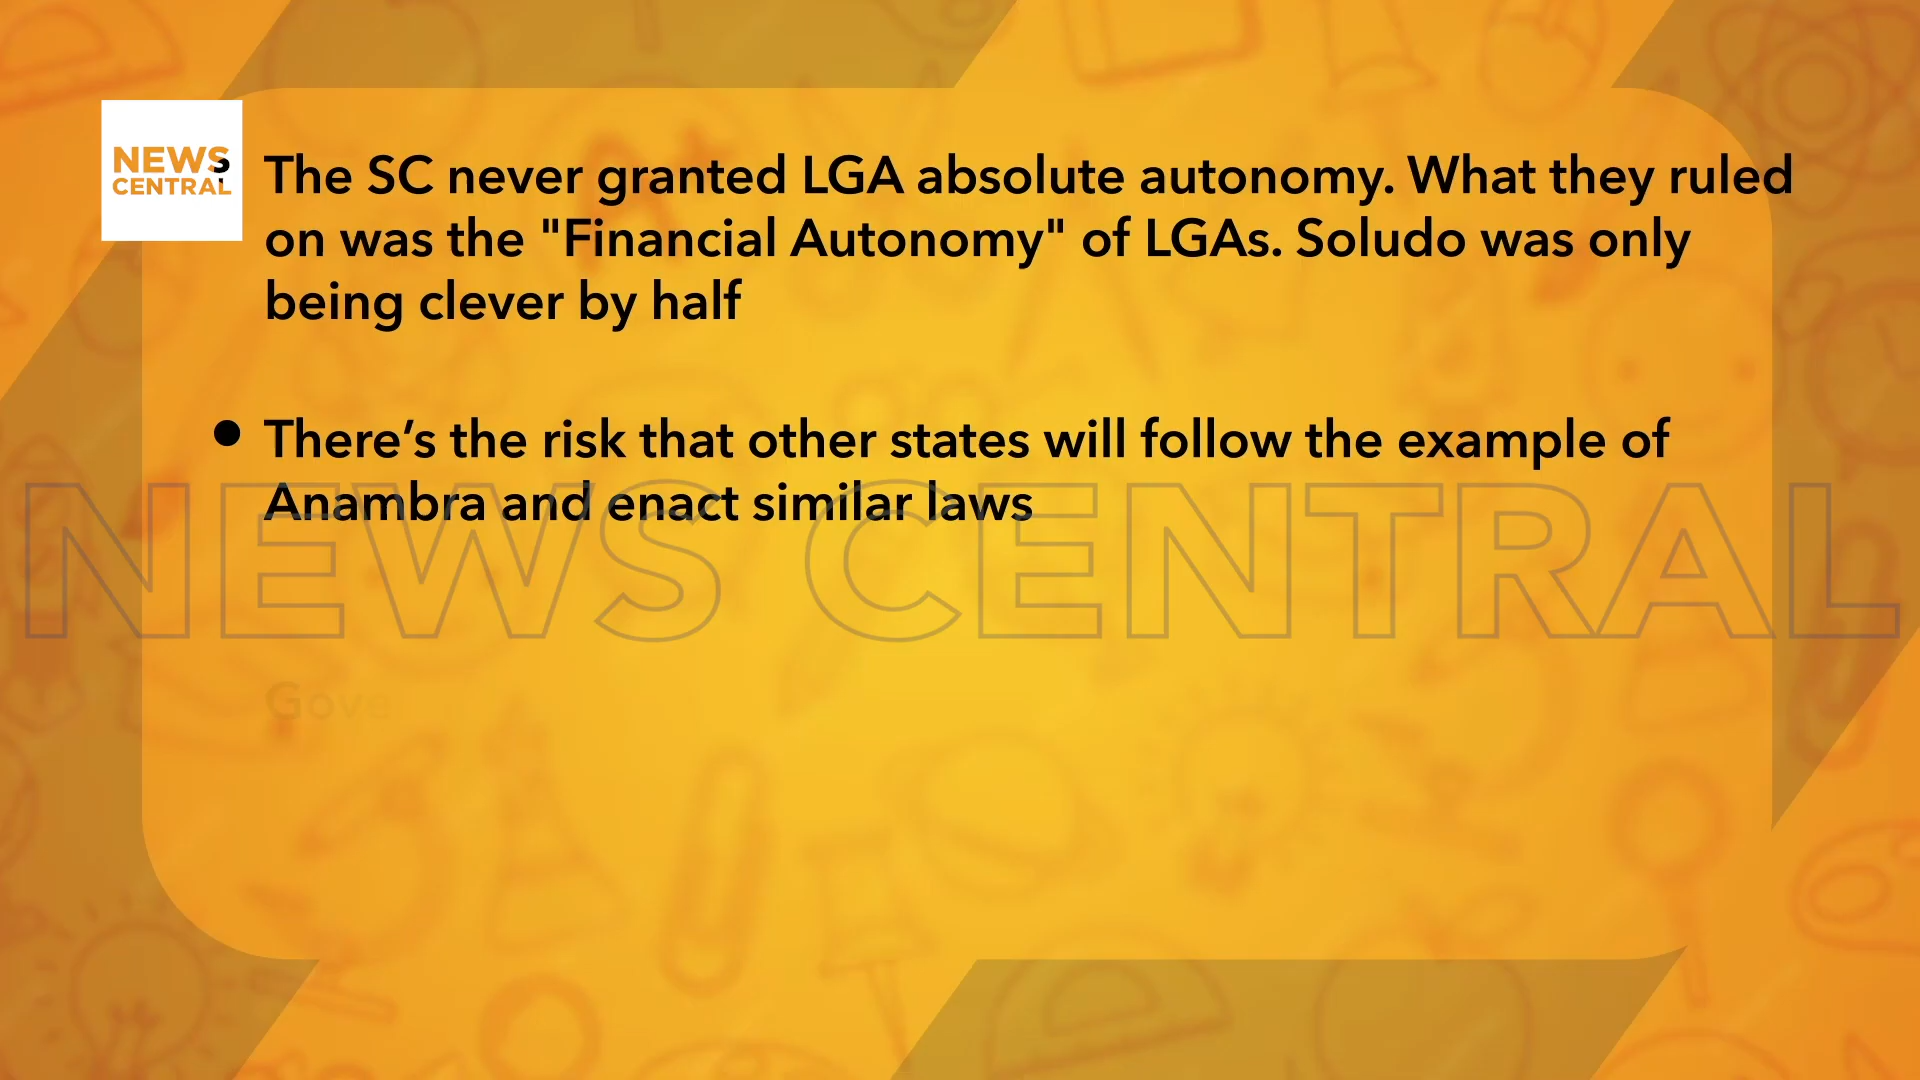 NEWS
CENTRAL
The SC never granted LGA absolute autonomy. What they ruled
on was the "Financial Autonomy" of LGAs. Soludo was only
being clever by half
• There’s the risk that other states will follow the example of
Anambra and enact similar laws
NEWS CENTRAL